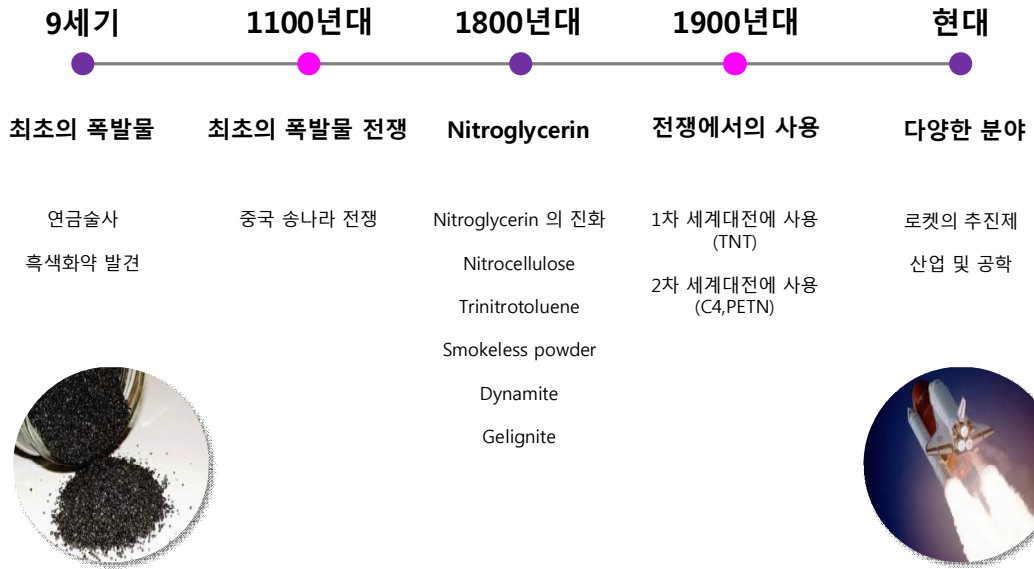 9세기
1100년대
1800년대
1900년대
현대
최초의 폭발물
최초의 폭발물 전쟁
Nitroglycerin
전쟁에서의 사용
다양한 분야
연금술사
흑색화약 발견
중국 송나라 전쟁
Nitroglycerin 의 진화
Nitrocellulose
Trinitrotoluene
Smokeless powder
Dynamite
Gelignite
1차 세계대전에 사용
(TNT)
2차 세계대전에 사용
(C4,PETN)
로켓의 추진제
산업 및 공학